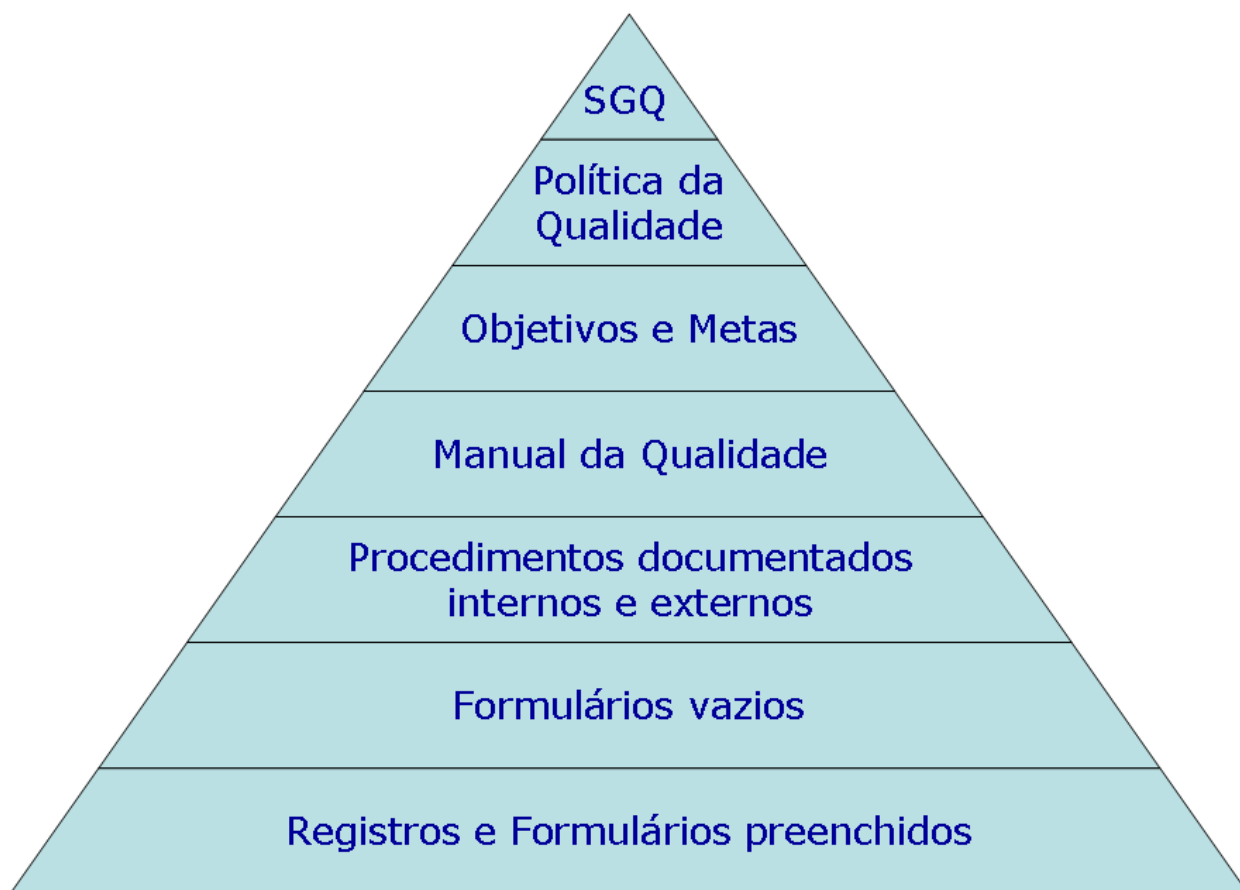 SGQ
Política da
Qualidade
Objetivos e Metas
Manual da Qualidade
Procedimentos documentados
internos e externos
Formulários vazios
Registros e Formulários preenchidos